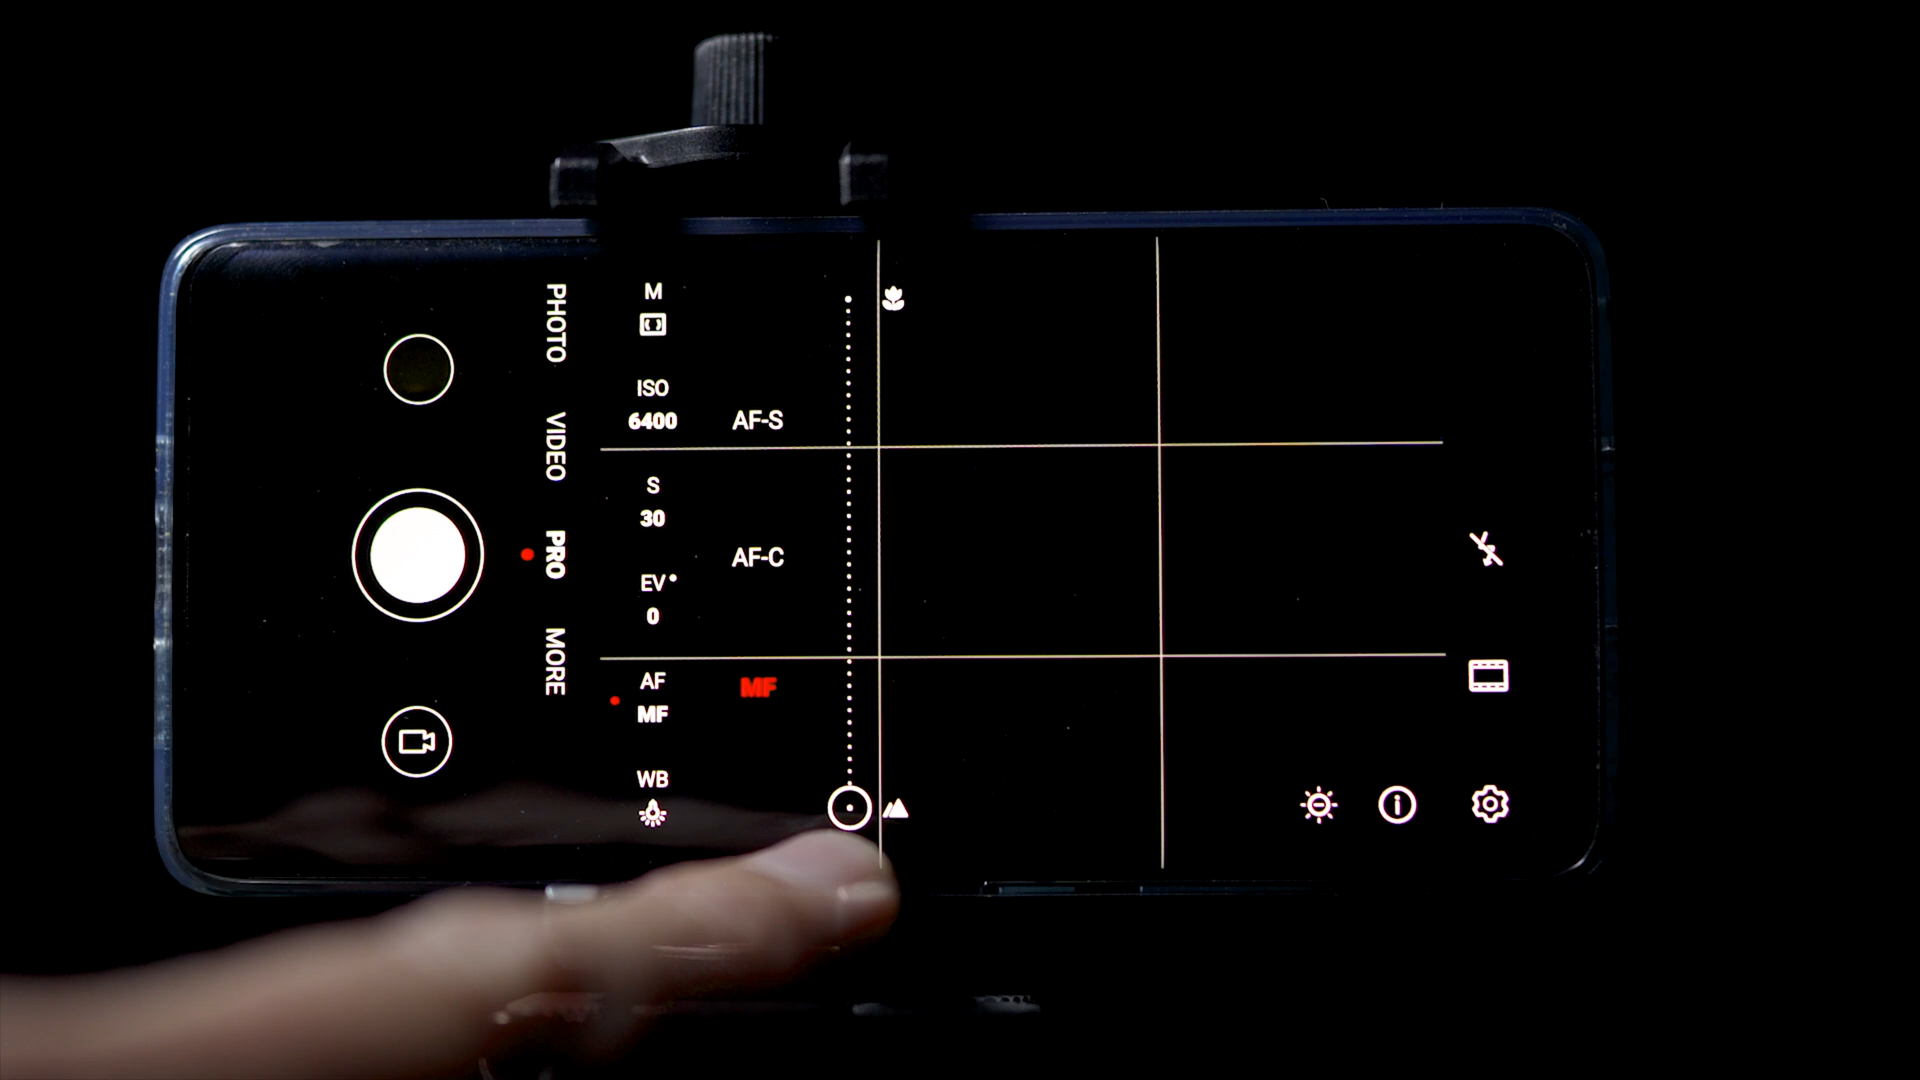 PHOTO
VIDEO
PRO
MORE
M
ISO
6400
S
30
EV
0
AF
MF
WB
AF-S
AF-C
MF